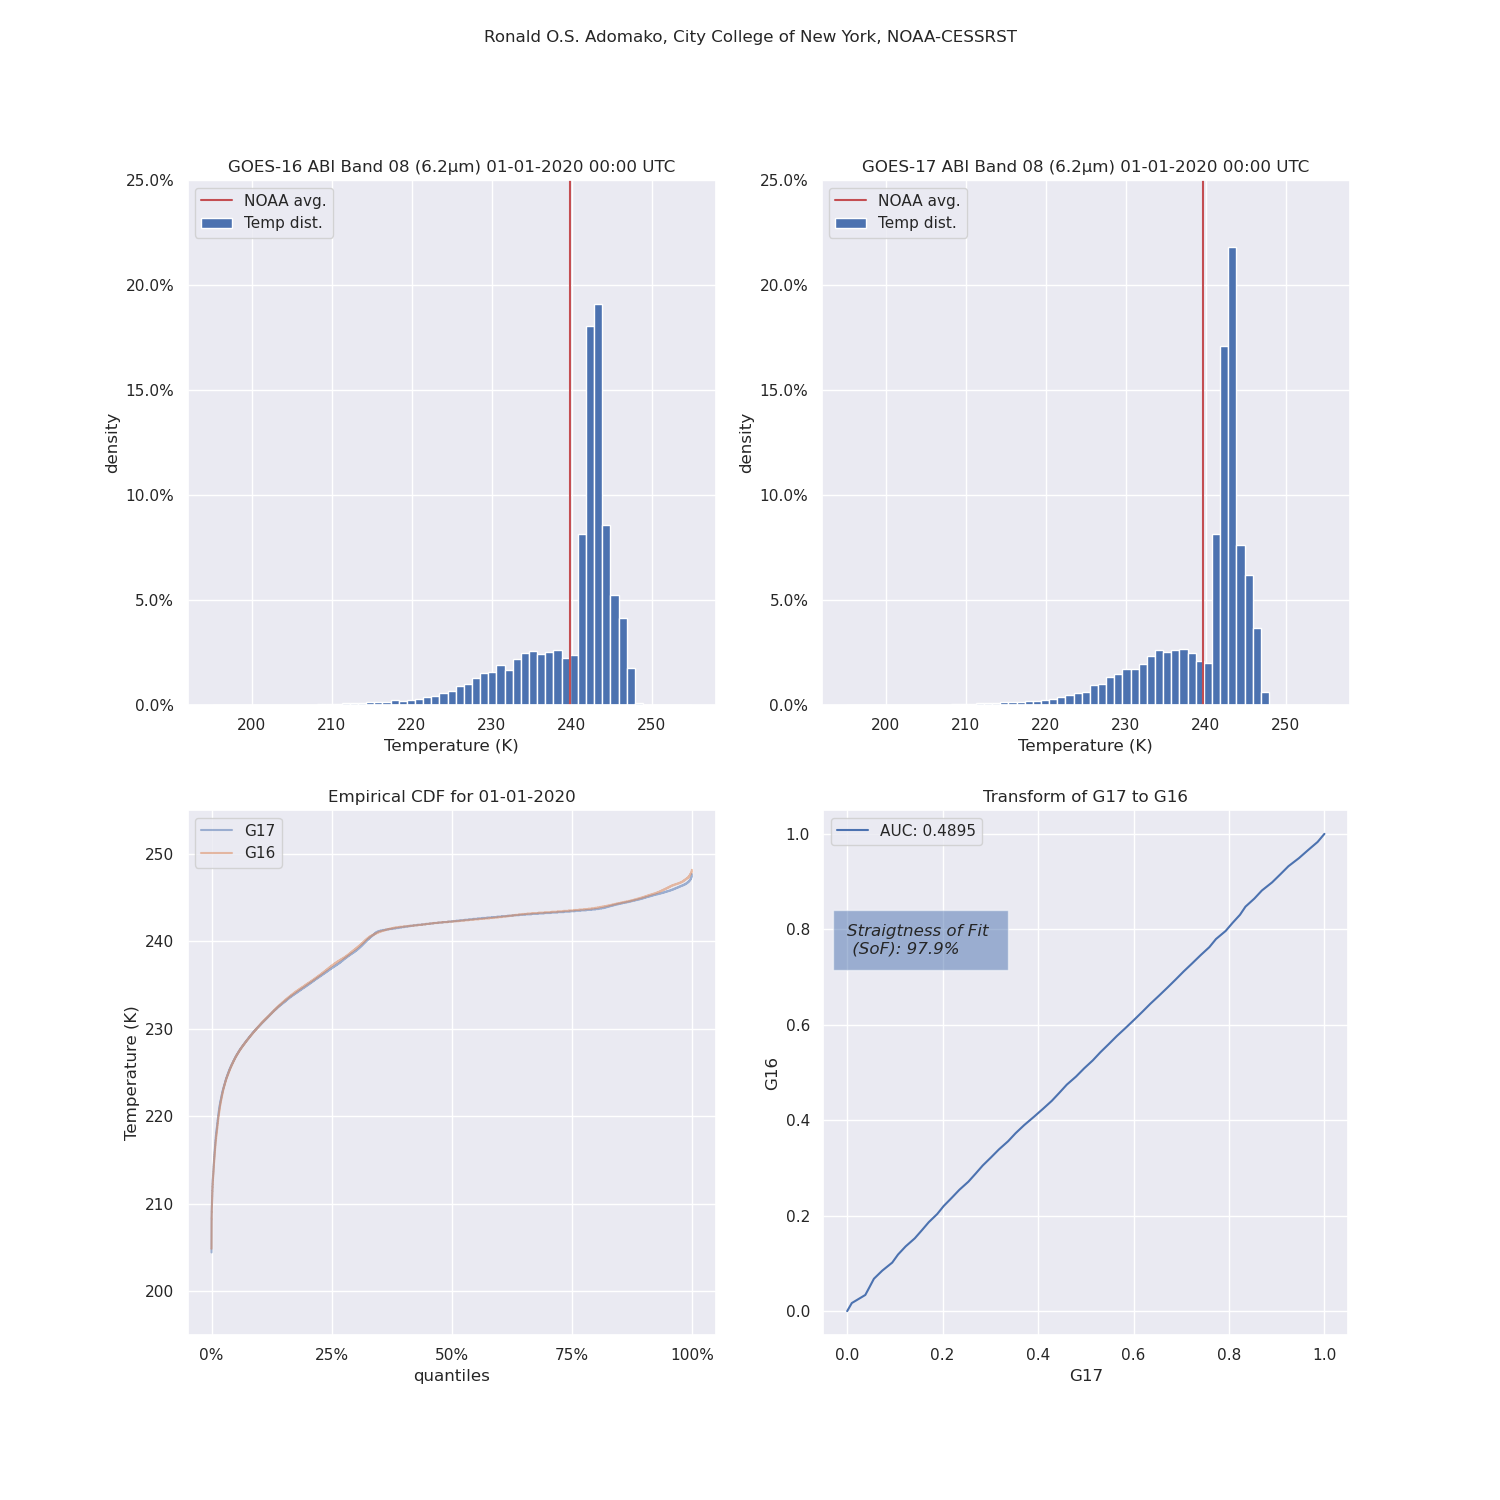 Ronald O.S. Adomako, City College of New York, NOAA-CESSRST
GOES-16 ABI Band 08 (6.2μm) 01-01-2020 00:00 UTC
NOAA avg.
Temp dist.
25.0%
20.0%
15.0%
10.0%
5.0%
0.0%
density
200 210 220 230 240 250
Temperature (K)
GOES-17 ABI Band 08 (6.2μm) 01-01-2020 00:00 UTC
NOAA avg.
Temp dist.
25.0%
20.0%
15.0%
10.0%
5.0%
0.0%
density
200 210 220 230 240 250
Temperature (K)
Empirical CDF for 01-01-2020
G17
G16
250
240
230
220
210
200
Temperature (K)
0% 25% 50% 75% 100%
quantiles
Transform of G17 to G16
AUC: 0.4895
Straigtness of Fit
(SoF): 97.9%
1.0
0.8
0.6
0.4
0.2
0.0
G16
0.0 0.2 0.4 0.6 0.8 1.0
G17